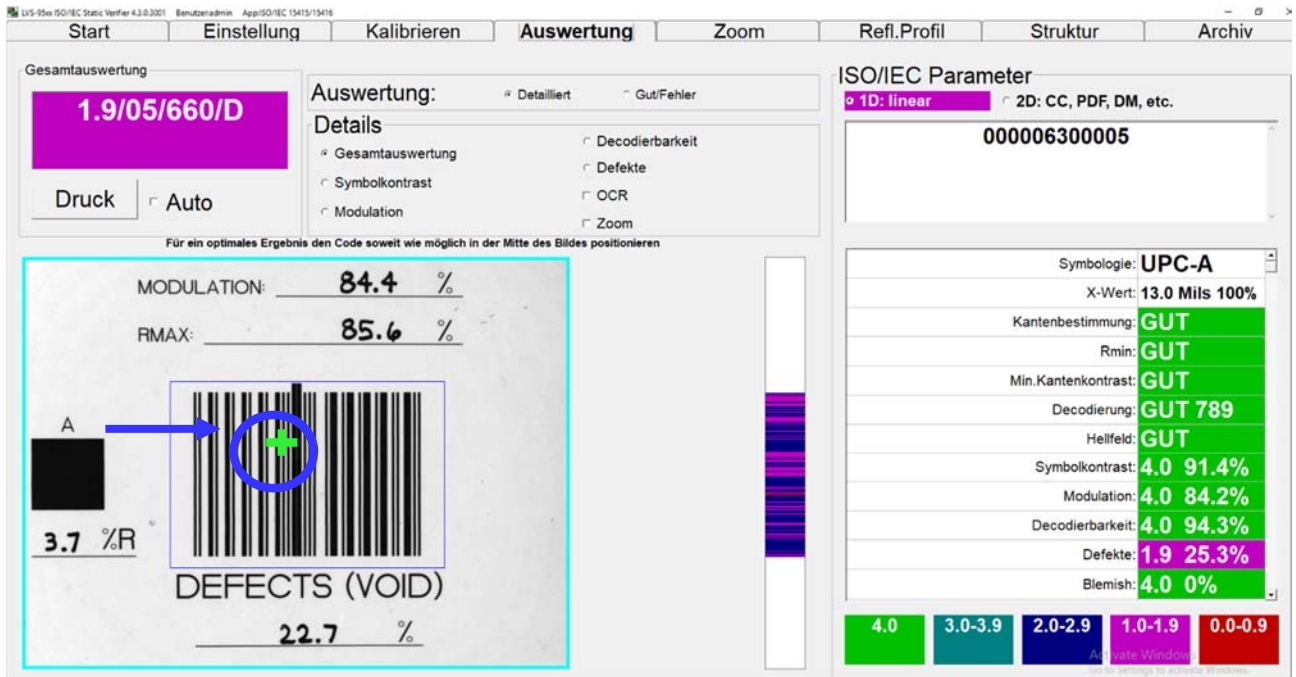 LVS-95xx ISO/IEC Static Verifier 4.3.0.3001 Benutzer:admin App:ISO/IEC 15415/15416
Start Einstellung Kalibrieren Auswertung Zoom Refl.Profil Struktur Archiv
Gesamtauswertung
1.9/05/660/D
Druck Auto
Auswertung: Detailliert Gut/Fehler
Details
Gesamtauswertung
Symbolkontrast
Modulation
Decodierbarkeit
Defekte
OCR
Zoom
Für ein optimales Ergebnis den Code soweit wie möglich in der Mitte des Bildes positionieren
MODULATION: 84.4 %
RMAX: 85.6 %
A
3.7 %R
DEFECTS (VOID)
22.7 %
ISO/IEC Parameter
1D: linear 2D: CC, PDF, DM, etc.
000006300005
Symbologie: UPC-A
X-Wert: 13.0 Mils 100%
Kantenbestimmung: GUT
Rmin: GUT
Min.Kantenkontrast: GUT
Decodierung: GUT 789
Hellfeld: GUT
Symbolkontrast: 4.0 91.4%
Modulation: 4.0 84.2%
Decodierbarkeit: 4.0 94.3%
Defekte: 1.9 25.3%
Blemish: 4.0 0%
4.0 3.0-3.9 2.0-2.9 1.0-1.9 0.0-0.9
Activate Windows
Go to Settings to activate Windows.